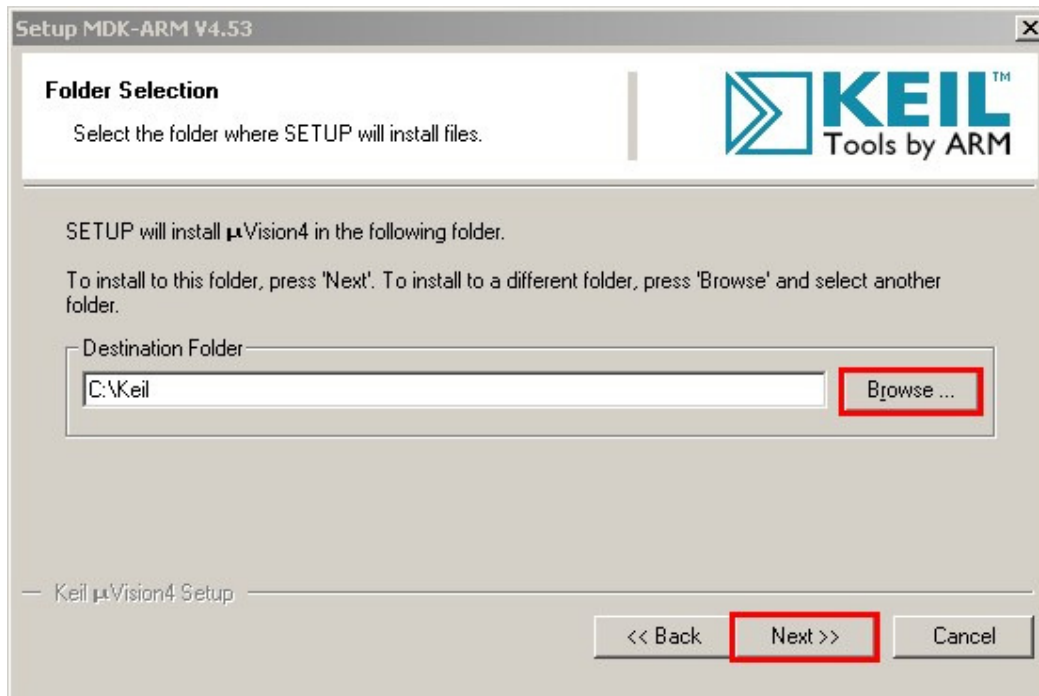 Setup MDK-ARM V4.53
Folder Selection
Select the folder where SETUP will install files.
KEIL™
Tools by ARM
SETUP will install µVision4 in the following folder.
To install to this folder, press 'Next'. To install to a different folder, press 'Browse' and select another
folder.
Destination Folder
C:\Keil
Browse ...
Keil µVision4 Setup
<< Back
Next >>
Cancel